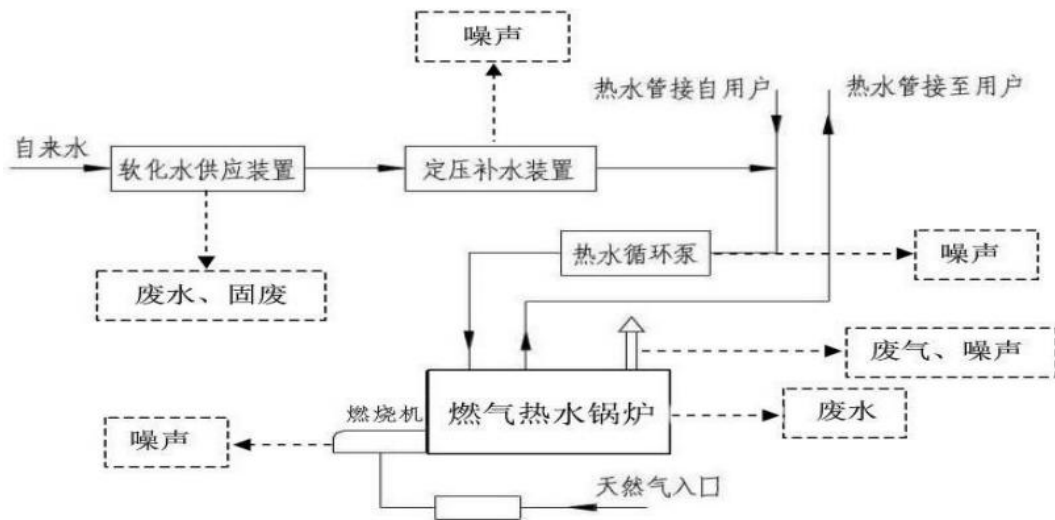 噪声
热水管接自用户
热水管接至用户
自来水
软化水供应装置
定压补水装置
热水循环泵
噪声
废水、固废
废气、噪声
燃烧机
燃气热水锅炉
废水
噪声
天然气入口